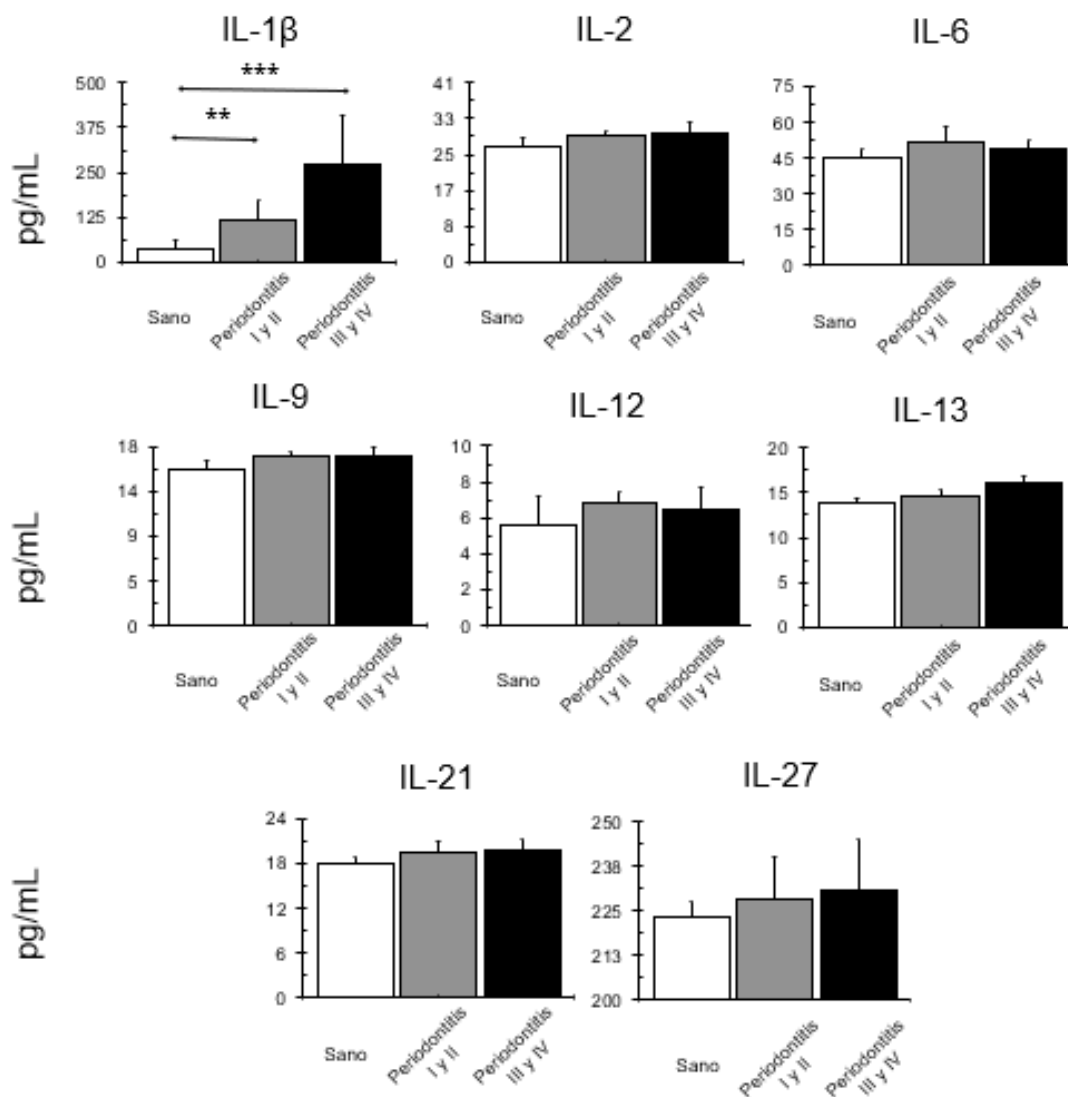 IL-1β
IL-2
IL-6
pg/mL
500
375
250
125
0
***
**
Sano
Periodontitis
I y II
Periodontitis
III y IV
41
33
25
17
8
0
Sano
Periodontitis
I y II
Periodontitis
III y IV
75
60
45
30
15
0
Sano
Periodontitis
I y II
Periodontitis
III y IV
IL-9
IL-12
IL-13
pg/mL
18
14
9
5
0
Sano
Periodontitis
I y II
Periodontitis
III y IV
10
8
6
4
2
0
Sano
Periodontitis
I y II
Periodontitis
III y IV
20
15
10
5
0
Sano
Periodontitis
I y II
Periodontitis
III y IV
IL-21
IL-27
pg/mL
24
18
12
6
0
Sano
Periodontitis
I y II
Periodontitis
III y IV
250
238
225
213
200
Sano
Periodontitis
I y II
Periodontitis
III y IV